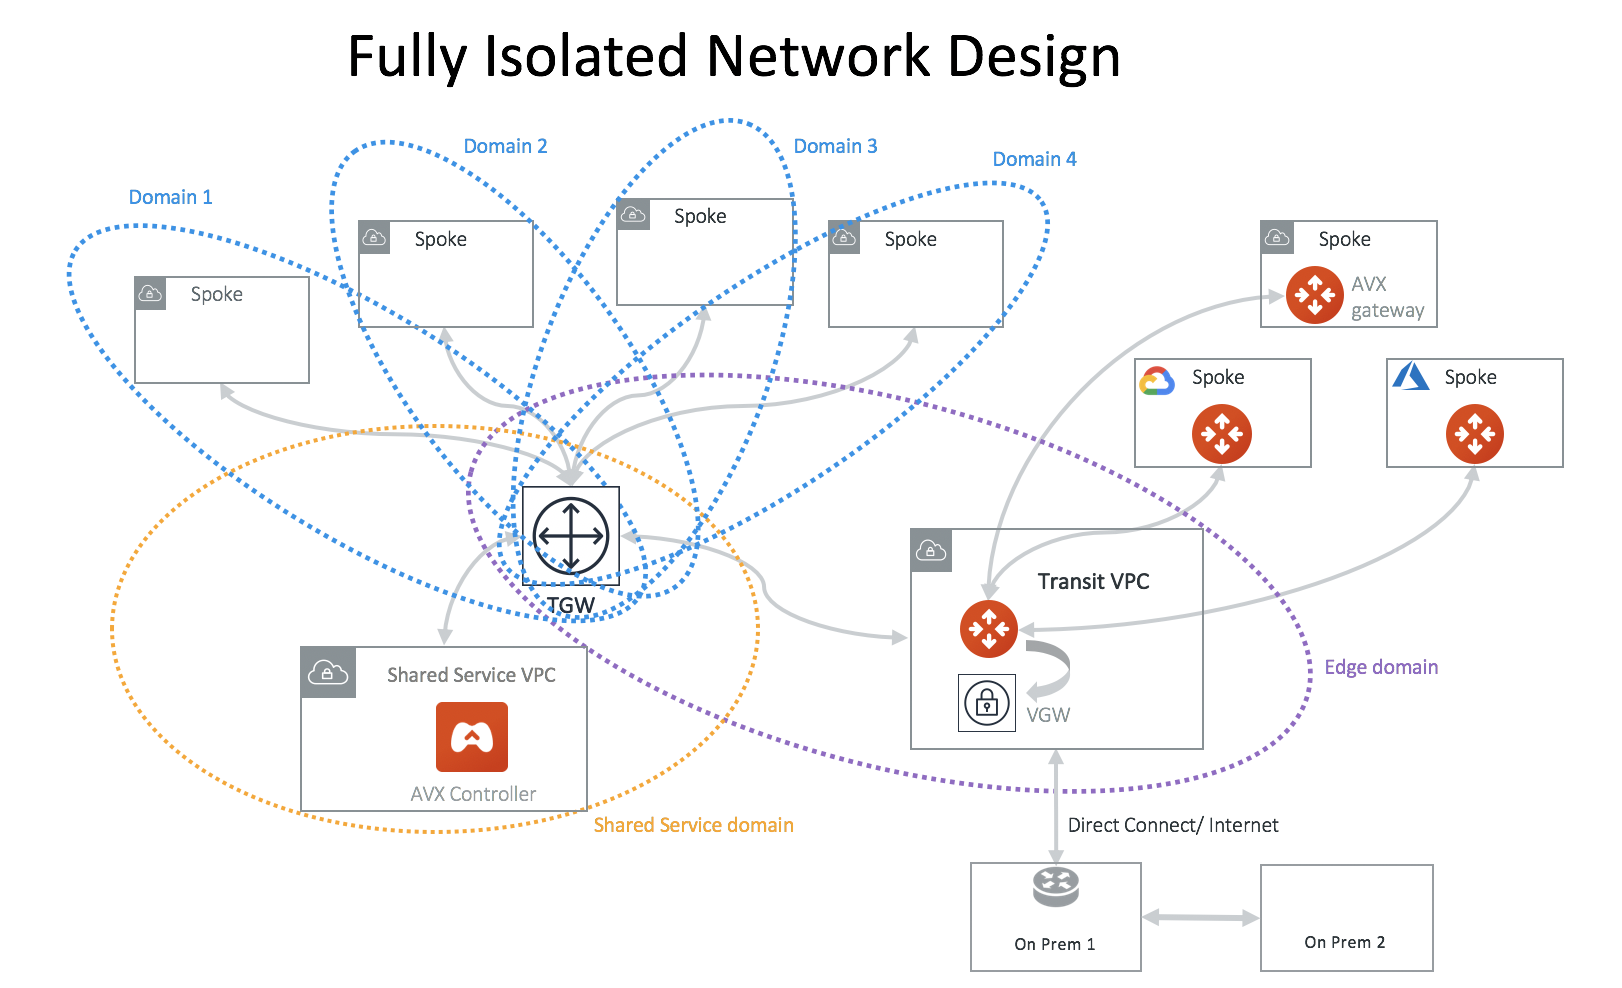 Fully Isolated Network Design
Domain 1
Domain 2
Domain 3
Domain 4
Spoke
Spoke
Spoke
Spoke
Spoke
AVX
gateway
Spoke
Spoke
TGW
Transit VPC
VGW
Edge domain
Shared Service VPC
AVX Controller
Shared Service domain
Direct Connect/ Internet
On Prem 1
On Prem 2